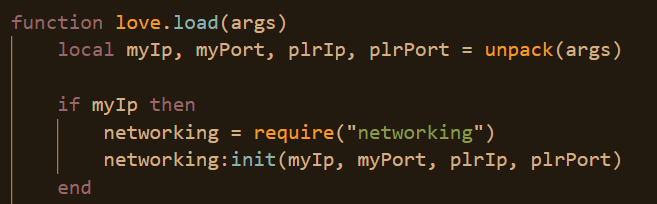 function love.load(args)
    local myIp, myPort, plrIp, plrPort = unpack(args)
    if myIp then
        networking = require("networking")
        networking:init(myIp, myPort, plrIp, plrPort)
    end